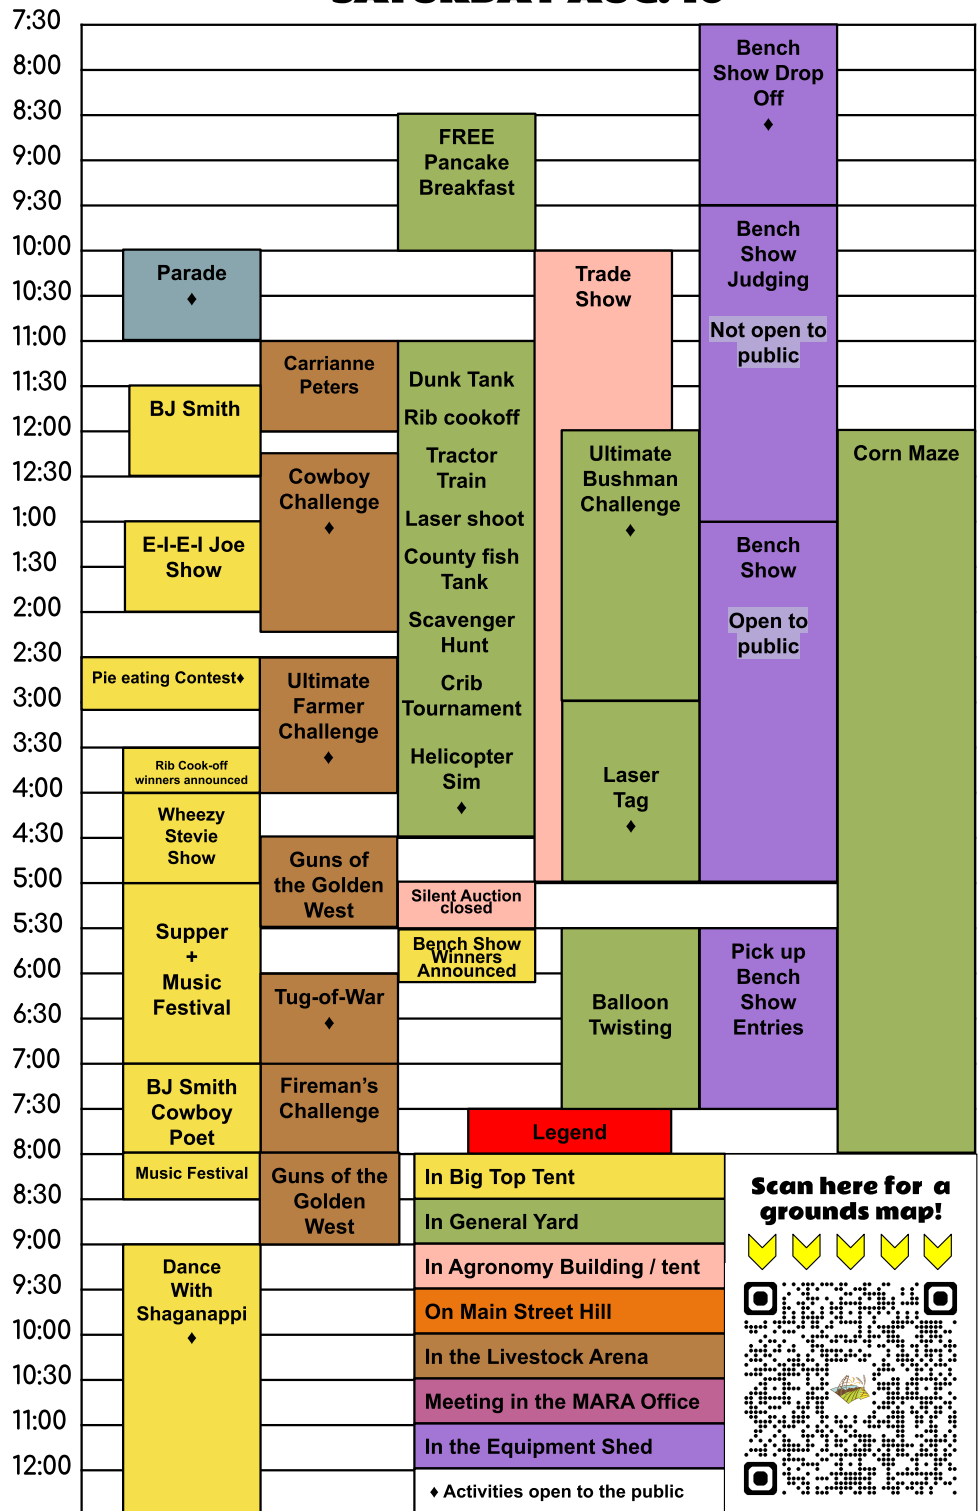 SATURDAY AUG.
7:30
8:00
8:30
9:00
9:30
10:00
10:30
11:00
11:30
12:00
12:30
1:00
1:30
2:00
2:30
3:00
3:30
4:00
4:30
5:00
5:30
6:00
6:30
7:00
7:30
8:00
8:30
9:00
9:30
10:00
10:30
11:00
12:00
Parade
♦
BJ Smith
E-I-E-I Joe
Show
Pie eating Contest♦
Rib Cook-off
winners announced
Wheezy
Stevie
Show
Supper
+
Music
Festival
BJ Smith
Cowboy
Poet
Music Festival
Dance
With
Shaganappi
♦
Carrianne
Peters
Cowboy
Challenge
♦
Ultimate
Farmer
Challenge
♦
Guns of
the Golden
West
Tug-of-War
♦
Fireman's
Challenge
Guns of the
Golden
West
FREE
Pancake
Breakfast
Dunk Tank
Rib cookoff
Tractor
Train
Laser shoot
County fish
Tank
Scavenger
Hunt
Crib
Tournament
Helicopter
Sim
♦
Silent Auction
closed
Bench Show
Winners
Announced
Trade
Show
Ultimate
Bushman
Challenge
♦
Laser
Tag
♦
Balloon
Twisting
Bench
Show Drop
Off
♦
Bench
Show
Judging
Not open to
public
Bench
Show
Open to
public
Pick up
Bench
Show
Entries
Corn Maze
Legend
In Big Top Tent
In General Yard
In Agronomy Building / tent
On Main Street Hill
In the Livestock Arena
Meeting in the MARA Office
In the Equipment Shed
♦ Activities open to the public
Scan here for a
grounds map!